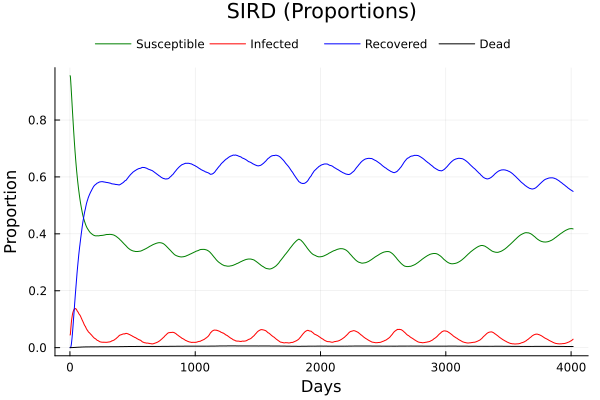 SIRD (Proportions)
Susceptible Infected Recovered Dead
0.8
0.6
0.4
0.2
0.0
Proportion
0 1000 2000 3000 4000
Days